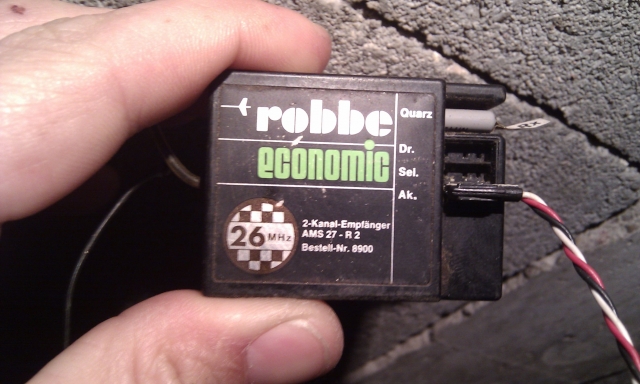 robbe
economic
26 MHz
2-Kanal-Empfänger
AMS 27 - R 2
Bestell-Nr. 8900
Quarz
Dr.
Sel.
Ak.